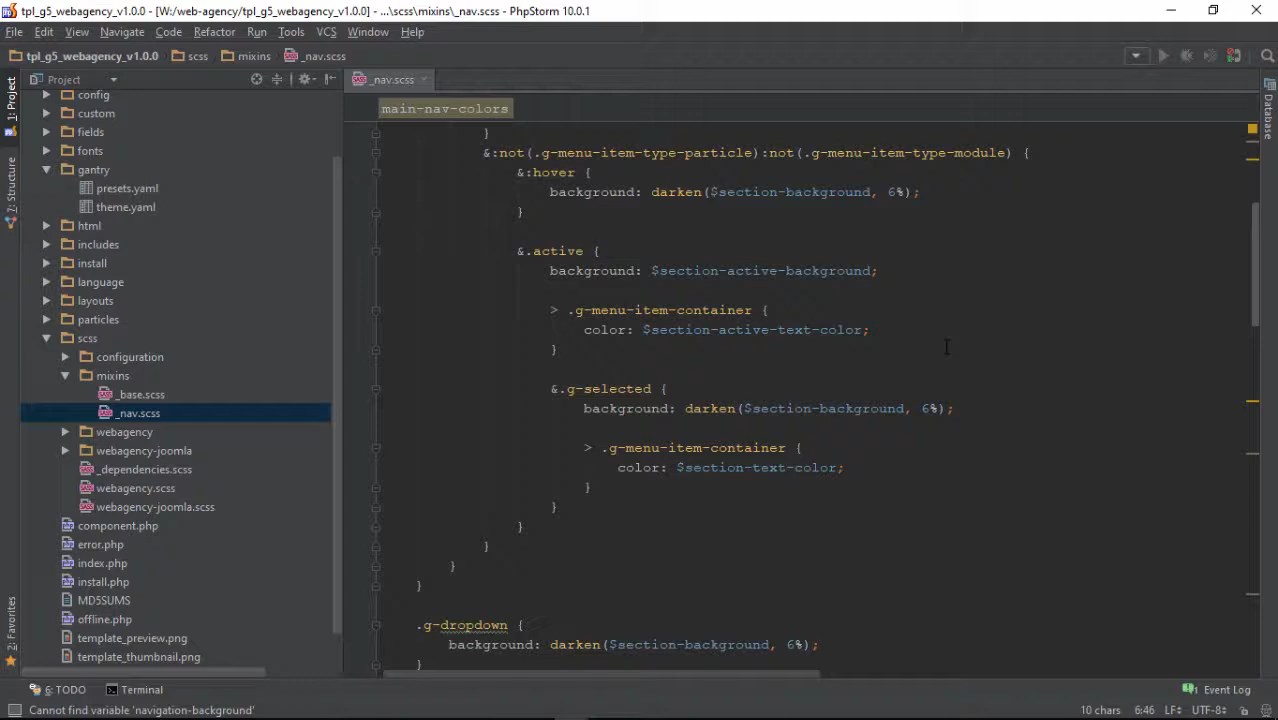 tpl_g5_webagency_v1.0.0 - [W:/web-agency/tpl_g5_webagency_v1.0.0] - ...\scss\mixins\_nav.scss - PhpStorm 10.0.1
File Edit View Navigate Code Refactor Run Tools VCS Window Help
tpl_g5_webagency_v1.0.0 scss mixins _nav.scss
1: Project
7: Structure
2: Favorites
Project
config
custom
fields
fonts
gantry
presets.yaml
theme.yaml
html
includes
install
language
layouts
particles
scss
configuration
mixins
_base.scss
_nav.scss
webagency
webagency-joomla
_dependencies.scss
webagency.scss
webagency-joomla.scss
component.php
error.php
index.php
install.php
MD5SUMS
offline.php
template_preview.png
template_thumbnail.png
_nav.scss
main-nav-colors
}
&:not(.g-menu-item-type-particle):not(.g-menu-item-type-module) {
&:hover {
background: darken($section-background, 6%);
}
&.active {
background: $section-active-background;
> .g-menu-item-container {
color: $section-active-text-color;
}
&.g-selected {
background: darken($section-background, 6%);
> .g-menu-item-container {
color: $section-text-color;
}
}
}
}
}
}
.g-dropdown {
background: darken($section-background, 6%);
}
Database
6: TODO Terminal Event Log
Cannot find variable 'navigation-background' 10 chars 6:46 LF UTF-8